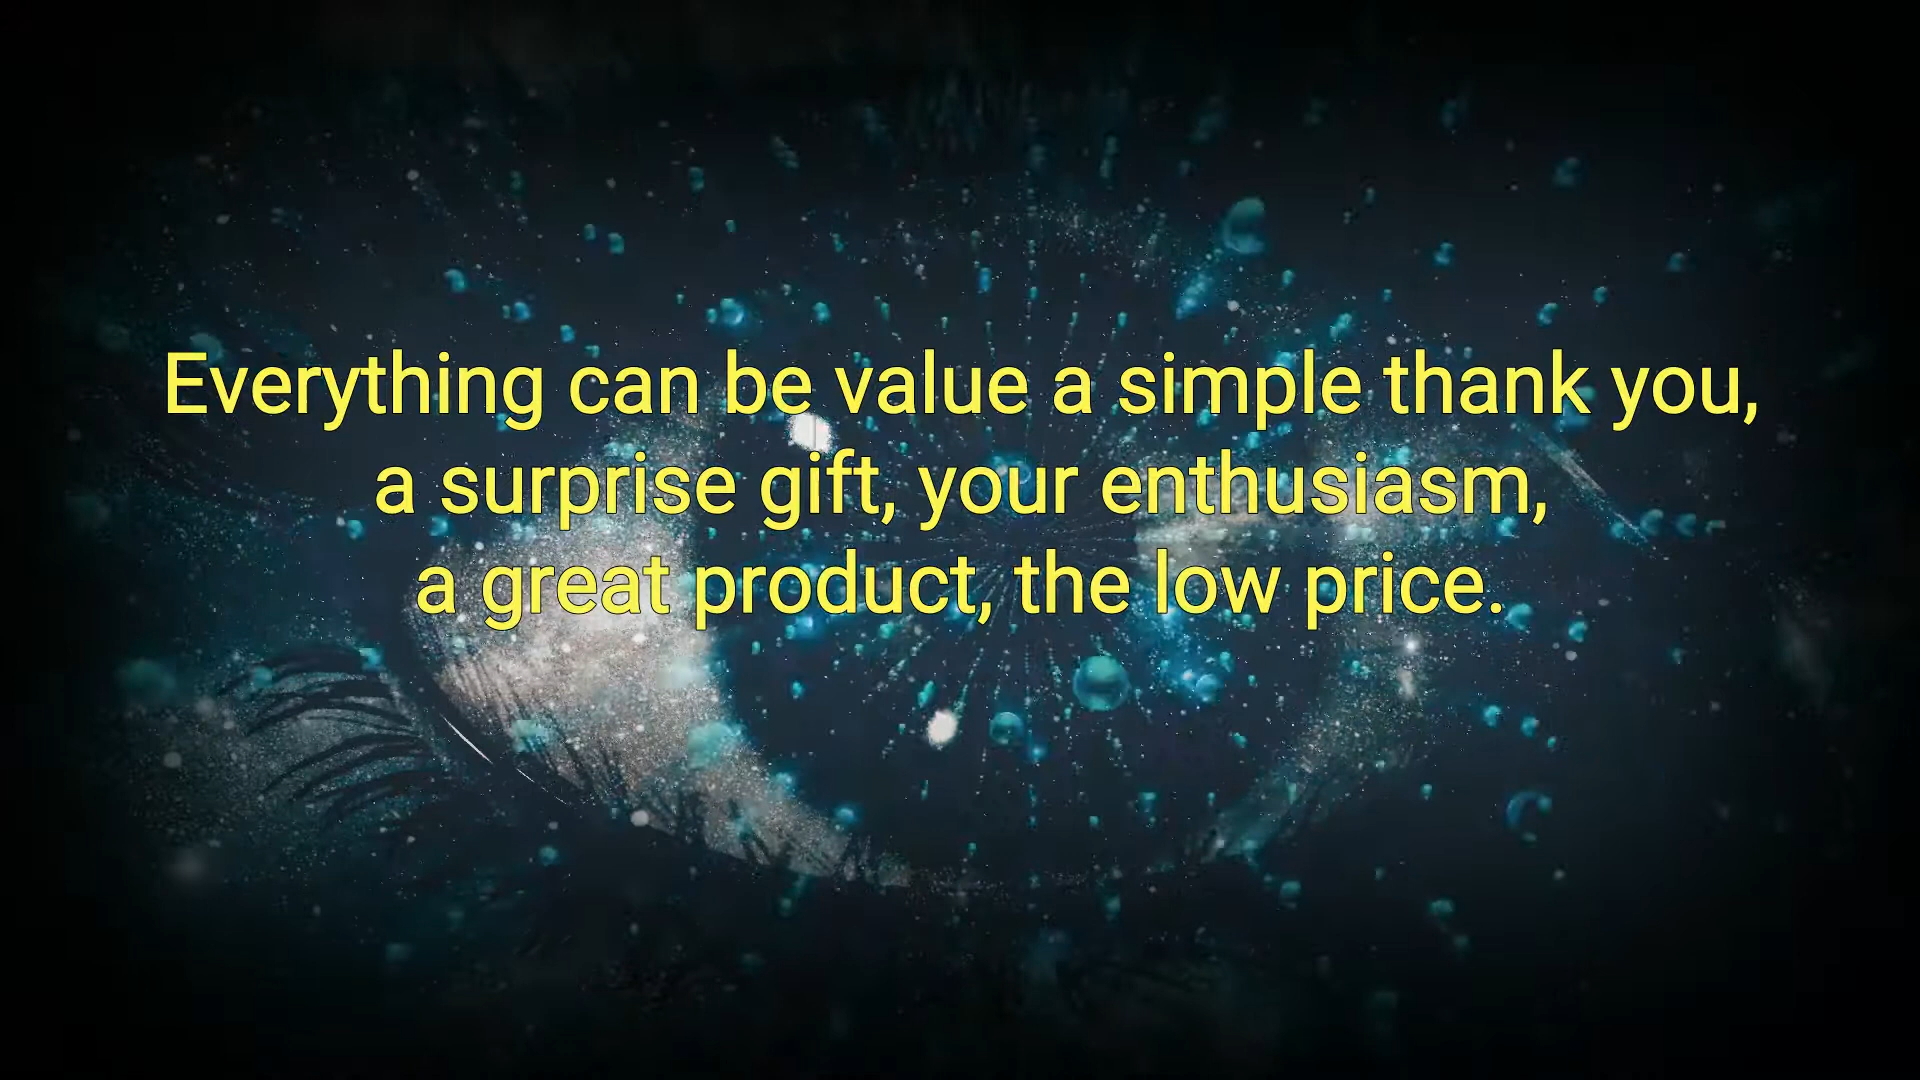 Everything can be value a simple thank you,
a surprise gift, your enthusiasm,
a great product, the low price.